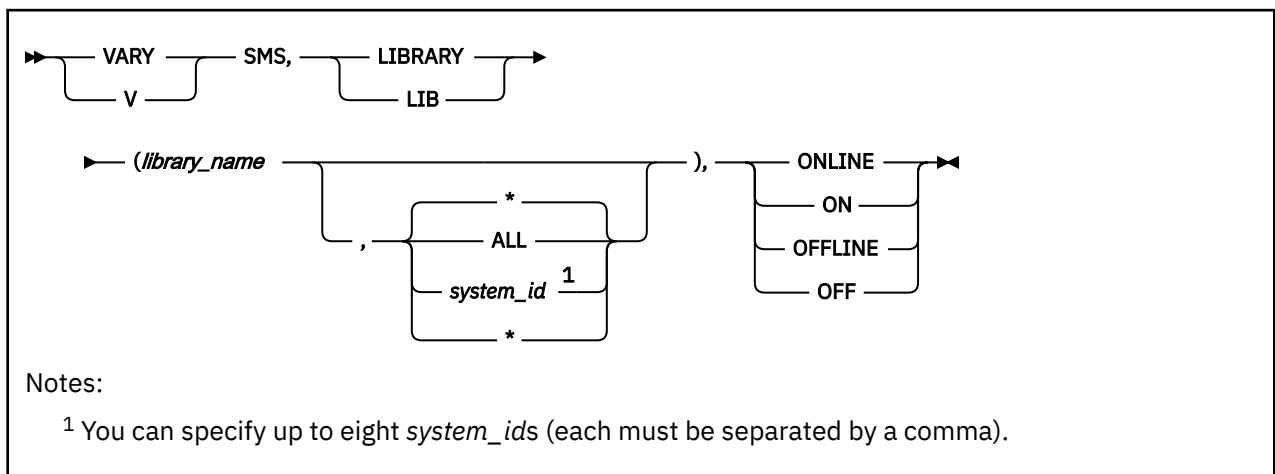 VARY SMS, LIBRARY
V LIB
(library_name ), ONLINE
* ON
, ALL OFFLINE
system_id 1 OFF
*
Notes:
1 You can specify up to eight system_ids (each must be separated by a comma).